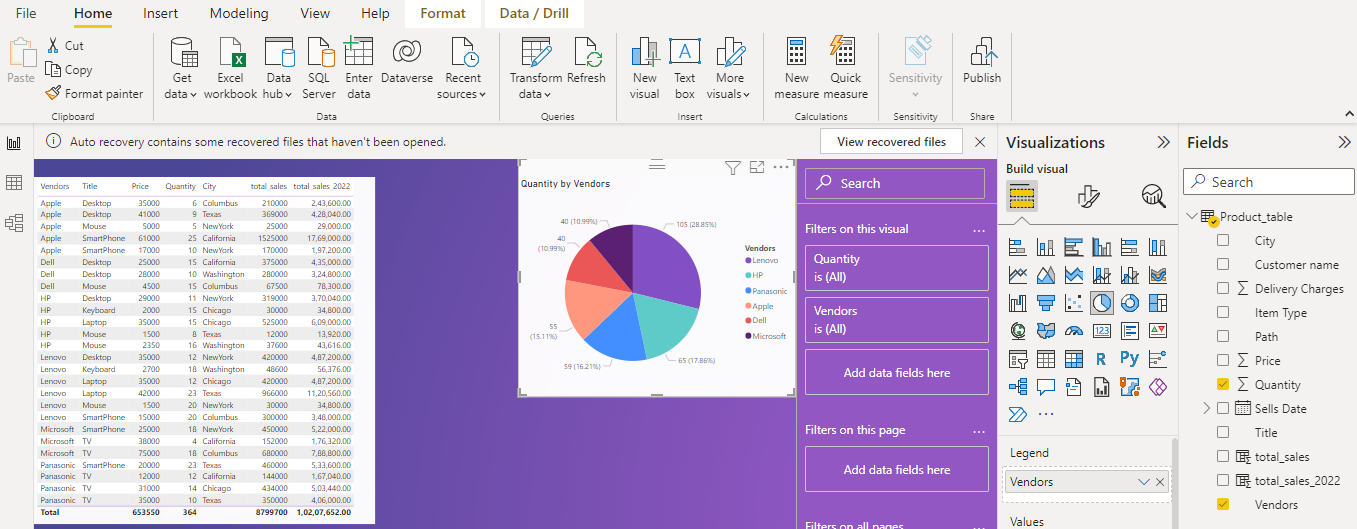 File Home Insert Modeling View Help Format Data / Drill
Paste
Cut
Copy
Format painter
Clipboard
Get data
Excel workbook
Data hub
SQL Server
Enter data
Dataverse
Recent sources
Data
Transform data
Refresh
Queries
New visual
Text box
More visuals
Insert
New measure
Quick measure
Calculations
Sensitivity
Sensitivity
Publish
Share
Auto recovery contains some recovered files that haven't been opened.
View recovered files
Vendors Title Price Quantity City total_sales total_sales_2022
Apple Desktop 35000 6 Columbus 210000 2,43,600.00
Apple Desktop 41000 9 Texas 369000 4,28,040.00
Apple Mouse 5000 5 NewYork 25000 29,000.00
Apple SmartPhone 61000 25 California 1525000 17,69,000.00
Apple SmartPhone 17000 10 NewYork 170000 1,97,200.00
Dell Desktop 25000 15 California 375000 4,35,000.00
Dell Desktop 28000 10 Washington 280000 3,24,800.00
Dell Mouse 4500 15 Columbus 67500 78,300.00
HP Desktop 29000 11 NewYork 319000 3,70,040.00
HP Keyboard 2000 15 Chicago 30000 34,800.00
HP Laptop 35000 15 Chicago 525000 6,09,000.00
HP Mouse 1500 8 Texas 12000 13,920.00
HP Mouse 2350 16 Washington 37600 43,616.00
Lenovo Desktop 35000 12 NewYork 420000 4,87,200.00
Lenovo Keyboard 2700 18 Washington 48600 56,376.00
Lenovo Laptop 35000 12 Chicago 420000 4,87,200.00
Lenovo Laptop 42000 23 Texas 966000 11,20,560.00
Lenovo Mouse 1500 20 NewYork 30000 34,800.00
Lenovo SmartPhone 15000 20 Columbus 300000 3,48,000.00
Microsoft SmartPhone 25000 18 NewYork 450000 5,22,000.00
Microsoft TV 38000 4 California 152000 1,76,320.00
Microsoft TV 75000 18 Columbus 680000 7,88,800.00
Panasonic SmartPhone 20000 23 Texas 460000 5,33,600.00
Panasonic TV 12000 12 California 144000 1,67,040.00
Panasonic TV 31000 14 Chicago 434000 5,03,440.00
Panasonic TV 35000 10 Texas 350000 4,06,000.00
Total 653550 364 8799700 1,02,07,652.00
Quantity by Vendors
40 (10.99%)
105 (28.85%)
40
(10.99%)
55
(15.11%)
59 (16.21%)
65 (17.86%)
Vendors
Lenovo
HP
Panasonic
Apple
Dell
Microsoft
Search
Filters on this visual
Quantity
is (All)
Vendors
is (All)
Add data fields here
Filters on this page
Add data fields here
Filters on all pages
Visualizations
Build visual
123
R
Py
Legend
Vendors
Values
Fields
Search
Product_table
City
Customer name
Delivery Charges
Item Type
Path
Price
Quantity
Sells Date
Title
total_sales
total_sales_2022
Vendors